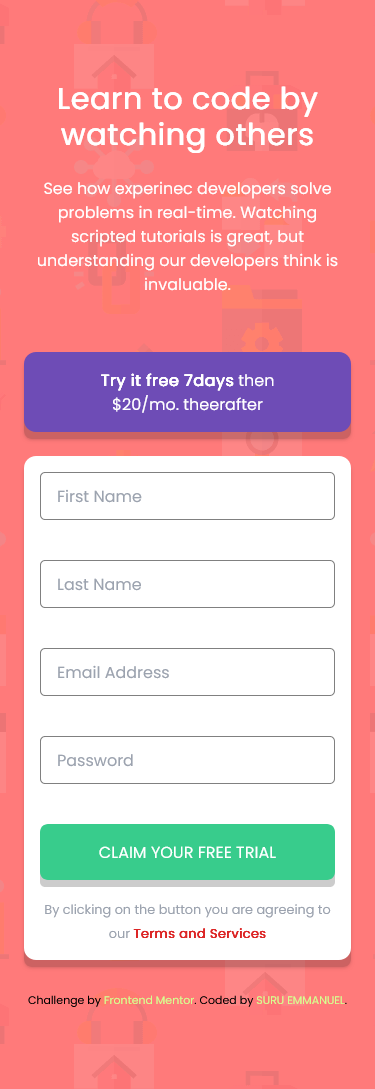 Learn to code by
watching others
See how experinec developers solve
problems in real-time. Watching
scripted tutorials is great, but
understanding our developers think is
invaluable.
Try it free 7days then
$20/mo. theerafter
First Name
Last Name
Email Address
Password
CLAIM YOUR FREE TRIAL
By clicking on the button you are agreeing to
our Terms and Services
Challenge by Frontend Mentor. Coded by SURU EMMANUEL.